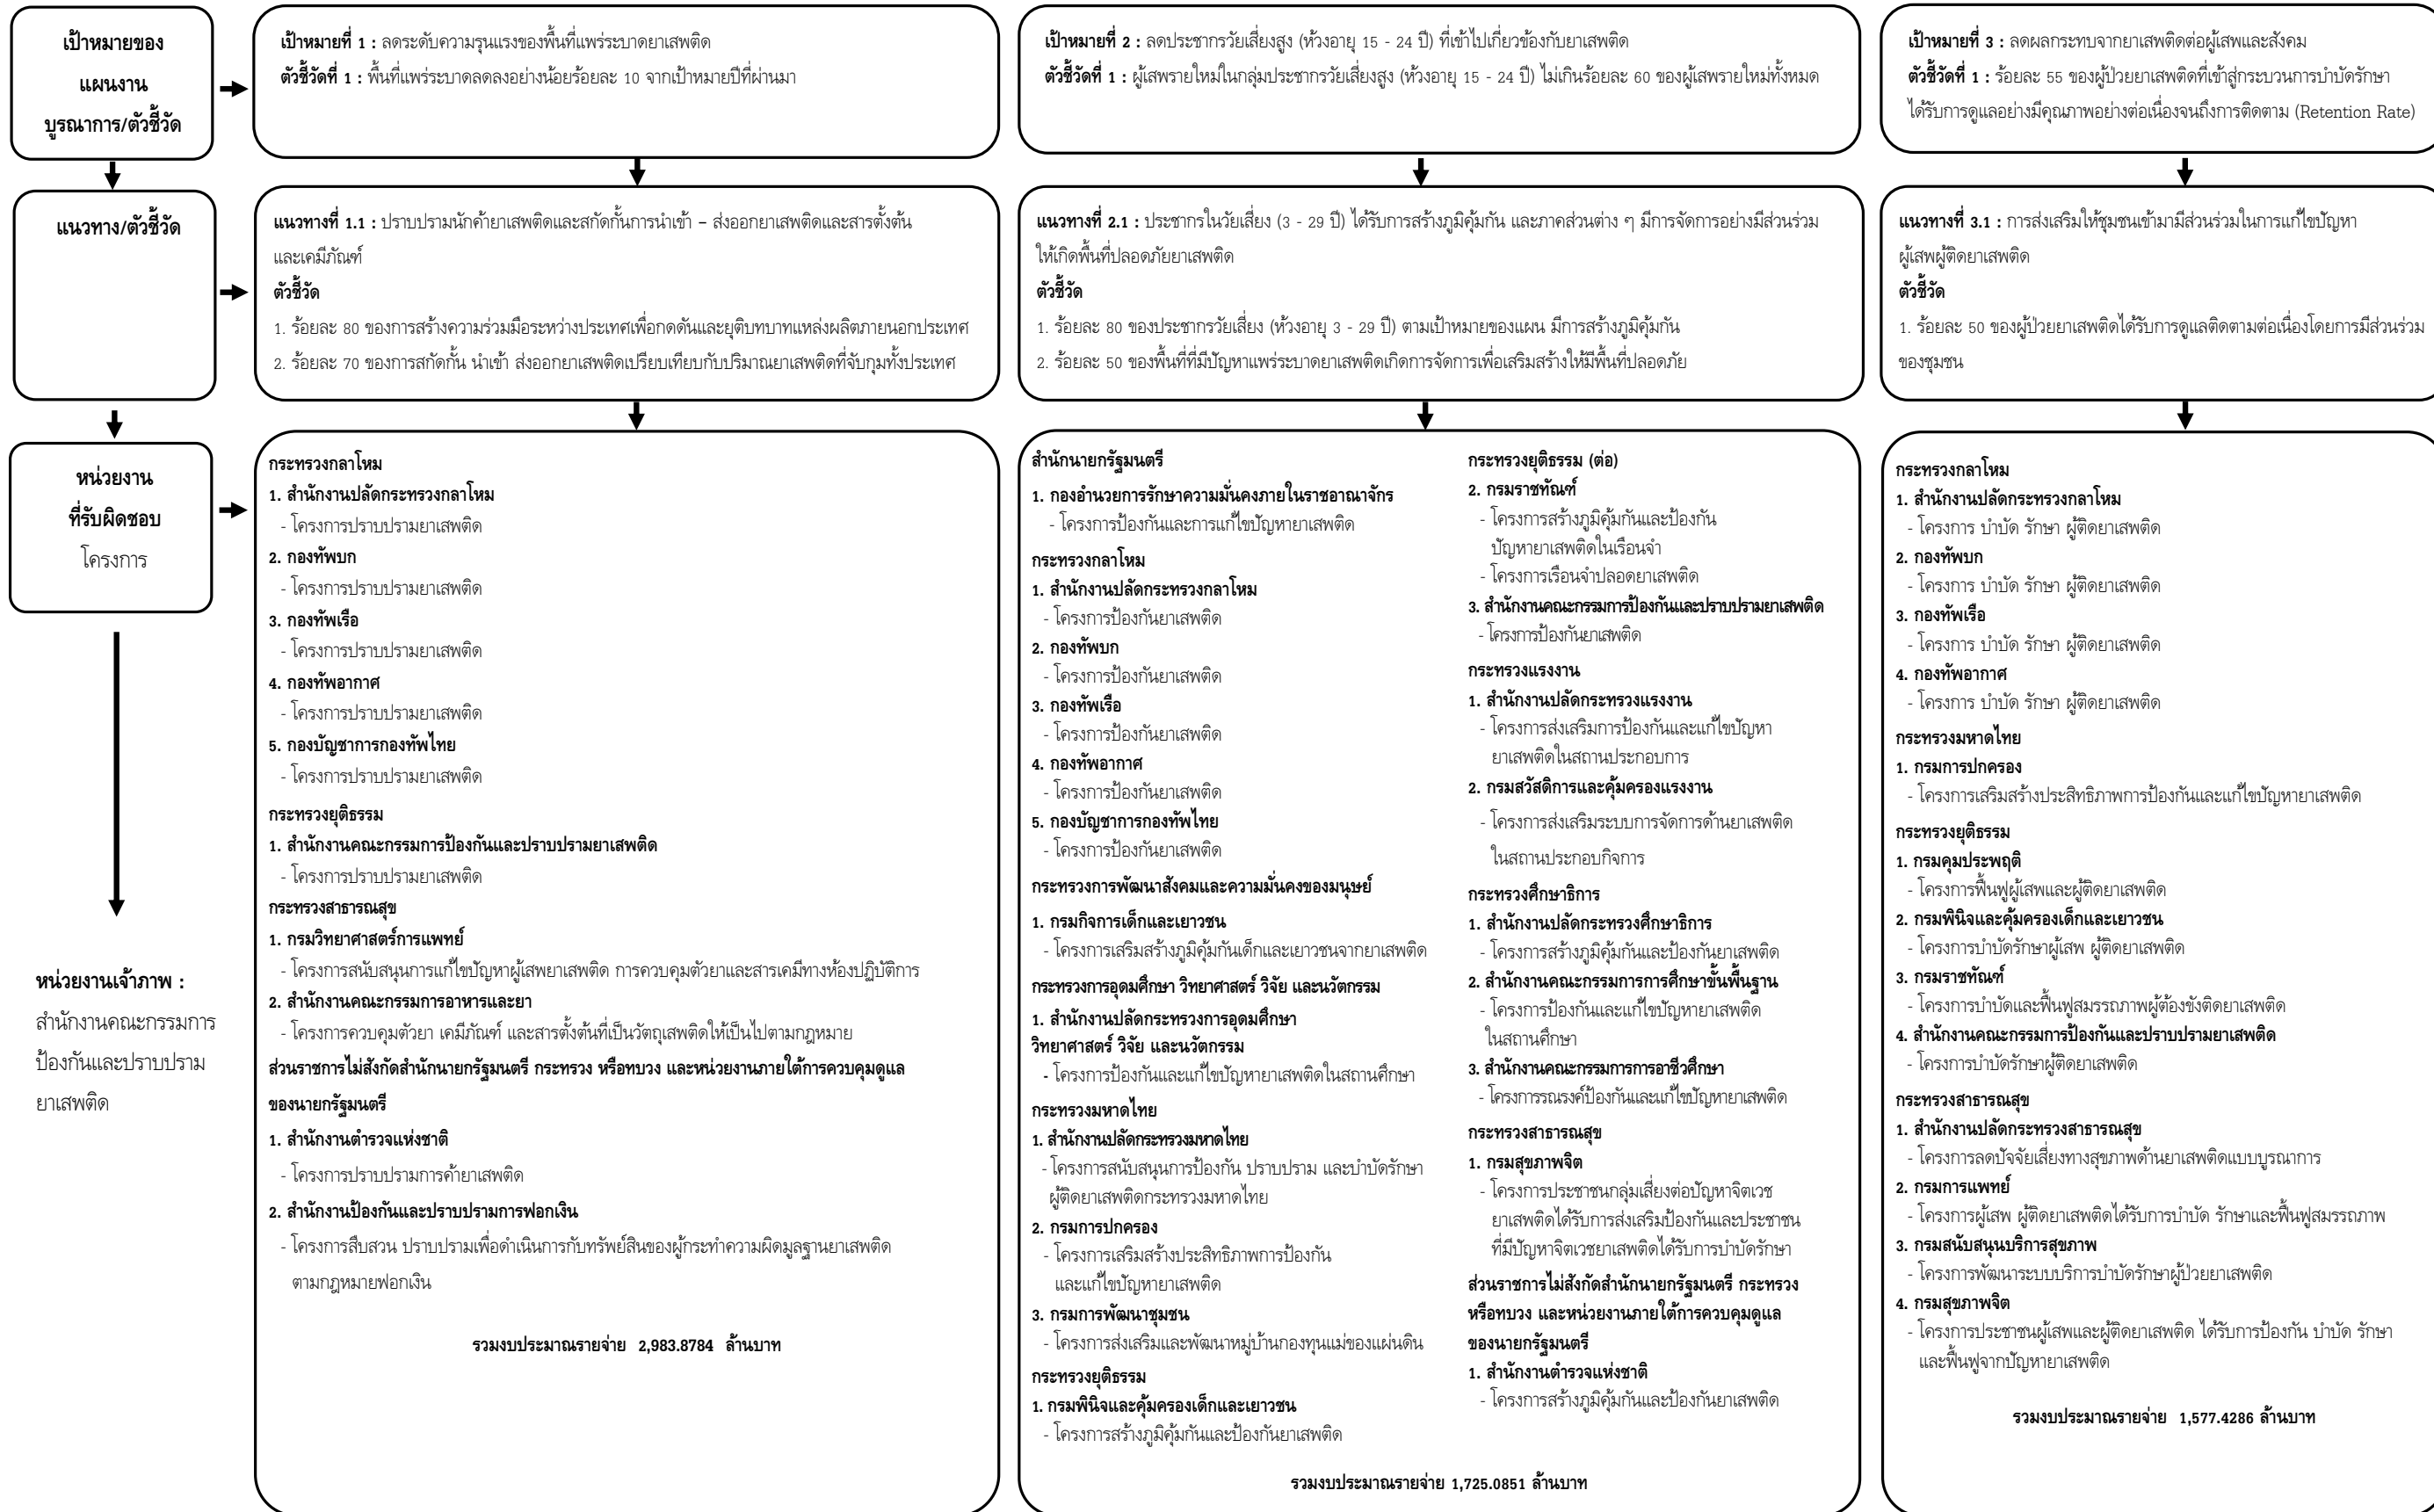 เป้าหมายของ
แผนงาน
บูรณาการ/ตัวชี้วัด
เป้าหมายที่ 1 : ลดระดับความรุนแรงของพื้นที่แพร่ระบาดยาเสพติด
ตัวชี้วัดที่ 1 : พื้นที่แพร่ระบาดลดลงอย่างน้อยร้อยละ 10 จากเป้าหมายปีที่ผ่านมา
เป้าหมายที่ 2 : ลดประชากรวัยเสี่ยงสูง (ห้วงอายุ 15 - 24 ปี) ที่เข้าไปเกี่ยวข้องกับยาเสพติด
ตัวชี้วัดที่ 1 : ผู้เสพรายใหม่ในกลุ่มประชากรวัยเสี่ยงสูง (ห้วงอายุ 15 - 24 ปี) ไม่เกินร้อยละ 60 ของผู้เสพรายใหม่ทั้งหมด
เป้าหมายที่ 3 : ลดผลกระทบจากยาเสพติดต่อผู้เสพและสังคม
ตัวชี้วัดที่ 1 : ร้อยละ 55 ของผู้ป่วยยาเสพติดที่เข้าสู่กระบวนการบำบัดรักษา
ได้รับการดูแลอย่างมีคุณภาพอย่างต่อเนื่องจนถึงการติดตาม (Retention Rate)
แนวทาง/ตัวชี้วัด
แนวทางที่ 1.1 : ปราบปรามนักค้ายาเสพติดและสกัดกั้นการนำเข้า – ส่งออกยาเสพติดและสารตั้งต้น
และเคมีภัณฑ์
ตัวชี้วัด
1. ร้อยละ 80 ของการสร้างความร่วมมือระหว่างประเทศเพื่อกดดันและยุติบทบาทแหล่งผลิตภายนอกประเทศ
2. ร้อยละ 70 ของการสกัดกั้น นำเข้า ส่งออกยาเสพติดเปรียบเทียบกับปริมาณยาเสพติดที่จับกุมทั้งประเทศ
แนวทางที่ 2.1 : ประชากรในวัยเสี่ยง (3 - 29 ปี) ได้รับการสร้างภูมิคุ้มกัน และภาคส่วนต่าง ๆ มีการจัดการอย่างมีส่วนร่วม
ให้เกิดพื้นที่ปลอดภัยยาเสพติด
ตัวชี้วัด
1. ร้อยละ 80 ของประชากรวัยเสี่ยง (ห้วงอายุ 3 - 29 ปี) ตามเป้าหมายของแผน มีการสร้างภูมิคุ้มกัน
2. ร้อยละ 50 ของพื้นที่ที่มีปัญหาแพร่ระบาดยาเสพติดเกิดการจัดการเพื่อเสริมสร้างให้มีพื้นที่ปลอดภัย
แนวทางที่ 3.1 : การส่งเสริมให้ชุมชนเข้ามามีส่วนร่วมในการแก้ไขปัญหา
ผู้เสพผู้ติดยาเสพติด
ตัวชี้วัด
1. ร้อยละ 50 ของผู้ป่วยยาเสพติดได้รับการดูแลติดตามต่อเนื่องโดยการมีส่วนร่วม
ของชุมชน
หน่วยงาน
ที่รับผิดชอบ
โครงการ
หน่วยงานเจ้าภาพ :
สำนักงานคณะกรรมการ
ป้องกันและปราบปราม
ยาเสพติด
กระทรวงกลาโหม
1. สำนักงานปลัดกระทรวงกลาโหม
- โครงการปราบปรามยาเสพติด
2. กองทัพบก
- โครงการปราบปรามยาเสพติด
3. กองทัพเรือ
- โครงการปราบปรามยาเสพติด
4. กองทัพอากาศ
- โครงการปราบปรามยาเสพติด
5. กองบัญชาการกองทัพไทย
- โครงการปราบปรามยาเสพติด
กระทรวงยุติธรรม
1. สำนักงานคณะกรรมการป้องกันและปราบปรามยาเสพติด
- โครงการปราบปรามยาเสพติด
กระทรวงสาธารณสุข
1. กรมวิทยาศาสตร์การแพทย์
- โครงการสนับสนุนการแก้ไขปัญหาผู้เสพยาเสพติด การควบคุมตัวยาและสารเคมีทางห้องปฏิบัติการ
2. สำนักงานคณะกรรมการอาหารและยา
- โครงการควบคุมตัวยา เคมีภัณฑ์ และสารตั้งต้นที่เป็นวัตถุเสพติดให้เป็นไปตามกฎหมาย
ส่วนราชการไม่สังกัดสำนักนายกรัฐมนตรี กระทรวง หรือทบวง และหน่วยงานภายใต้การควบคุมดูแล
ของนายกรัฐมนตรี
1. สำนักงานตำรวจแห่งชาติ
- โครงการปราบปรามการค้ายาเสพติด
2. สำนักงานป้องกันและปราบปรามการฟอกเงิน
- โครงการสืบสวน ปราบปรามเพื่อดำเนินการกับทรัพย์สินของผู้กระทำความผิดมูลฐานยาเสพติด
ตามกฎหมายฟอกเงิน
รวมงบประมาณรายจ่าย 2,983.8784 ล้านบาท
สำนักนายกรัฐมนตรี
1. กองอำนวยการรักษาความมั่นคงภายในราชอาณาจักร
- โครงการป้องกันและการแก้ไขปัญหายาเสพติด
กระทรวงกลาโหม
1. สำนักงานปลัดกระทรวงกลาโหม
- โครงการป้องกันยาเสพติด
2. กองทัพบก
- โครงการป้องกันยาเสพติด
3. กองทัพเรือ
- โครงการป้องกันยาเสพติด
4. กองทัพอากาศ
- โครงการป้องกันยาเสพติด
5. กองบัญชาการกองทัพไทย
- โครงการป้องกันยาเสพติด
กระทรวงการพัฒนาสังคมและความมั่นคงของมนุษย์
1. กรมกิจการเด็กและเยาวชน
- โครงการเสริมสร้างภูมิคุ้มกันเด็กและเยาวชนจากยาเสพติด
กระทรวงการอุดมศึกษา วิทยาศาสตร์ วิจัย และนวัตกรรม
1. สำนักงานปลัดกระทรวงการอุดมศึกษา
วิทยาศาสตร์ วิจัย และนวัตกรรม
- โครงการป้องกันและแก้ไขปัญหายาเสพติดในสถานศึกษา
กระทรวงมหาดไทย
1. สำนักงานปลัดกระทรวงมหาดไทย
- โครงการสนับสนุนการป้องกัน ปราบปราม และบำบัดรักษา
ผู้ติดยาเสพติดกระทรวงมหาดไทย
2. กรมการปกครอง
- โครงการเสริมสร้างประสิทธิภาพการป้องกัน
และแก้ไขปัญหายาเสพติด
3. กรมการพัฒนาชุมชน
- โครงการส่งเสริมและพัฒนาหมู่บ้านกองทุนแม่ของแผ่นดิน
กระทรวงยุติธรรม
1. กรมพินิจและคุ้มครองเด็กและเยาวชน
- โครงการสร้างภูมิคุ้มกันและป้องกันยาเสพติด
กระทรวงยุติธรรม (ต่อ)
2. กรมราชทัณฑ์
- โครงการสร้างภูมิคุ้มกันและป้องกัน
ปัญหายาเสพติดในเรือนจำ
- โครงการเรือนจำปลอดยาเสพติด
3. สำนักงานคณะกรรมการป้องกันและปราบปรามยาเสพติด
- โครงการป้องกันยาเสพติด
กระทรวงแรงงาน
1. สำนักงานปลัดกระทรวงแรงงาน
- โครงการส่งเสริมการป้องกันและแก้ไขปัญหา
ยาเสพติดในสถานประกอบการ
2. กรมสวัสดิการและคุ้มครองแรงงาน
- โครงการส่งเสริมระบบการจัดการด้านยาเสพติด
ในสถานประกอบกิจการ
กระทรวงศึกษาธิการ
1. สำนักงานปลัดกระทรวงศึกษาธิการ
- โครงการสร้างภูมิคุ้มกันและป้องกันยาเสพติด
2. สำนักงานคณะกรรมการการศึกษาขั้นพื้นฐาน
- โครงการป้องกันและแก้ไขปัญหายาเสพติด
ในสถานศึกษา
3. สำนักงานคณะกรรมการการอาชีวศึกษา
- โครงการรณรงค์ป้องกันและแก้ไขปัญหายาเสพติด
กระทรวงสาธารณสุข
1. กรมสุขภาพจิต
- โครงการประชาชนกลุ่มเสี่ยงต่อปัญหาจิตเวช
ยาเสพติดได้รับการส่งเสริมป้องกันและประชาชน
ที่มีปัญหาจิตเวชยาเสพติดได้รับการบำบัดรักษา
ส่วนราชการไม่สังกัดสำนักนายกรัฐมนตรี กระทรวง
หรือทบวง และหน่วยงานภายใต้การควบคุมดูแล
ของนายกรัฐมนตรี
1. สำนักงานตำรวจแห่งชาติ
- โครงการสร้างภูมิคุ้มกันและป้องกันยาเสพติด
รวมงบประมาณรายจ่าย 1,725.0851 ล้านบาท
กระทรวงกลาโหม
1. สำนักงานปลัดกระทรวงกลาโหม
- โครงการ บำบัด รักษา ผู้ติดยาเสพติด
2. กองทัพบก
- โครงการ บำบัด รักษา ผู้ติดยาเสพติด
3. กองทัพเรือ
- โครงการ บำบัด รักษา ผู้ติดยาเสพติด
4. กองทัพอากาศ
- โครงการ บำบัด รักษา ผู้ติดยาเสพติด
กระทรวงมหาดไทย
1. กรมการปกครอง
- โครงการเสริมสร้างประสิทธิภาพการป้องกันและแก้ไขปัญหายาเสพติด
กระทรวงยุติธรรม
1. กรมคุมประพฤติ
- โครงการฟื้นฟูผู้เสพและผู้ติดยาเสพติด
2. กรมพินิจและคุ้มครองเด็กและเยาวชน
- โครงการบำบัดรักษาผู้เสพ ผู้ติดยาเสพติด
3. กรมราชทัณฑ์
- โครงการบำบัดและฟื้นฟูสมรรถภาพผู้ต้องขังติดยาเสพติด
4. สำนักงานคณะกรรมการป้องกันและปราบปรามยาเสพติด
- โครงการบำบัดรักษาผู้ติดยาเสพติด
กระทรวงสาธารณสุข
1. สำนักงานปลัดกระทรวงสาธารณสุข
- โครงการลดปัจจัยเสี่ยงทางสุขภาพด้านยาเสพติดแบบบูรณาการ
2. กรมการแพทย์
- โครงการผู้เสพ ผู้ติดยาเสพติดได้รับการบำบัด รักษาและฟื้นฟูสมรรถภาพ
3. กรมสนับสนุนบริการสุขภาพ
- โครงการพัฒนาระบบบริการบำบัดรักษาผู้ป่วยยาเสพติด
4. กรมสุขภาพจิต
- โครงการประชาชนผู้เสพและผู้ติดยาเสพติด ได้รับการป้องกัน บำบัด รักษา
และฟื้นฟูจากปัญหายาเสพติด
รวมงบประมาณรายจ่าย 1,577.4286 ล้านบาท